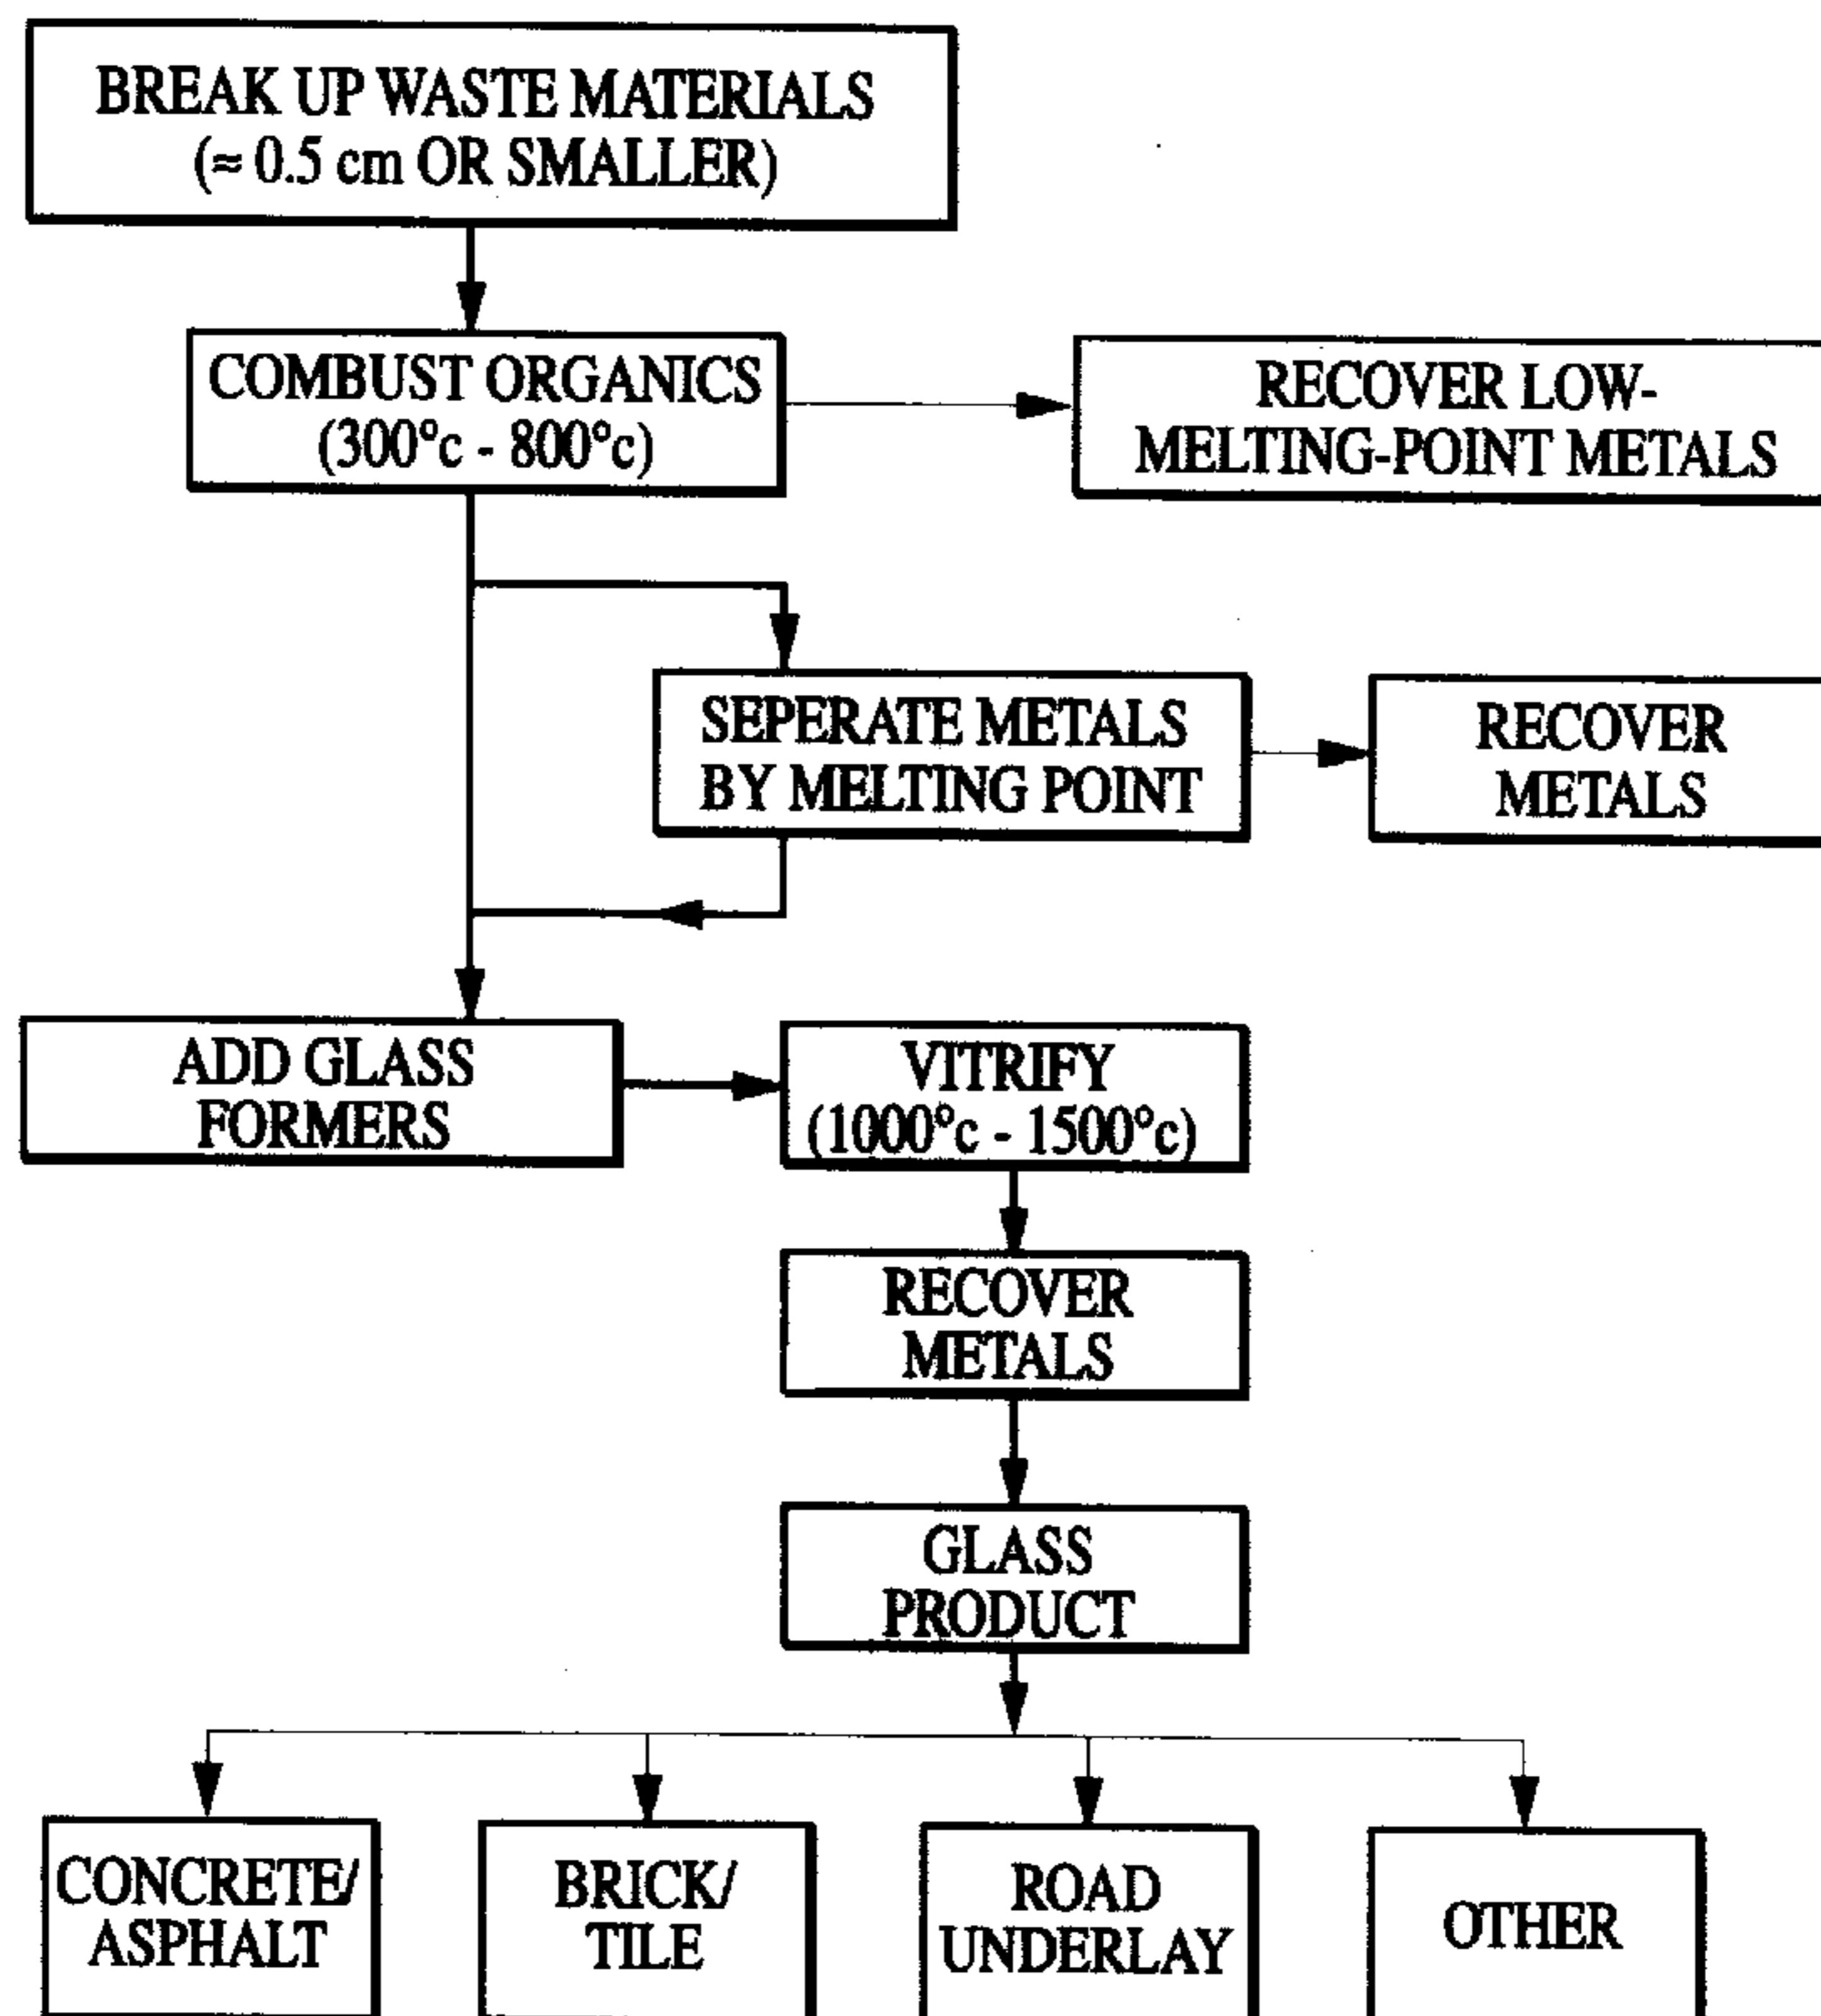 BREAK UP WASTE MATERIALS
(≈ 0.5 cm OR SMALLER)
COMBUST ORGANICS
(300°c - 800°c)
RECOVER LOW-
MELTING-POINT METALS
SEPERATE METALS
BY MELTING POINT
RECOVER
METALS
ADD GLASS
FORMERS
VITRIFY
(1000°c - 1500°c)
RECOVER
METALS
GLASS
PRODUCT
CONCRETE/
ASPHALT
BRICK/
TILE
ROAD
UNDERLAY
OTHER